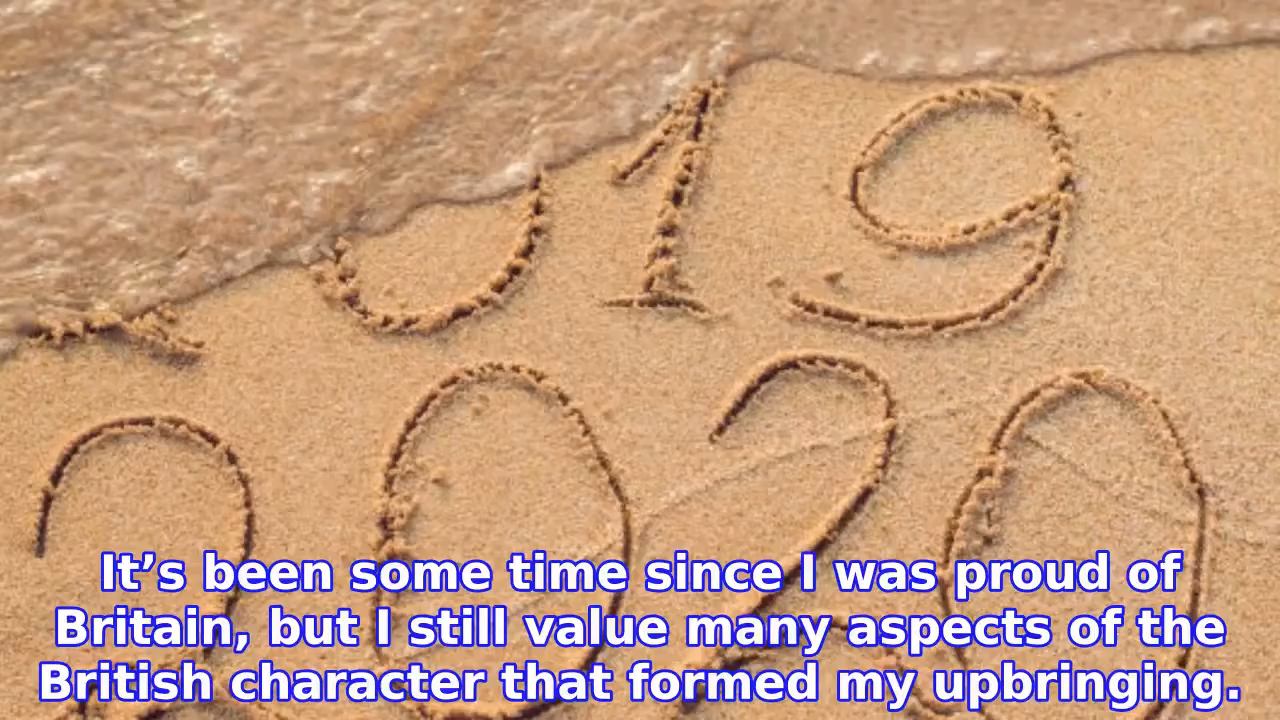 2019
2020
It’s been some time since I was proud of
Britain, but I still value many aspects of the
British character that formed my upbringing.